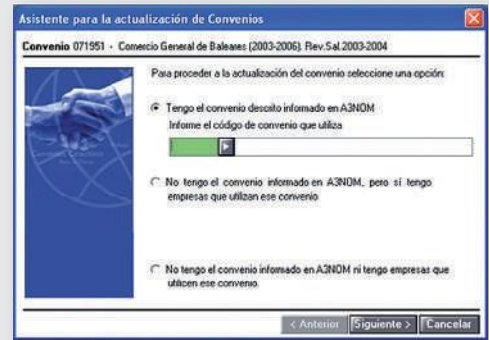 Asistente para la actualización de Convenios
Convenio 071951 - Comercio General de Baleares (2003-2006). Rev.Sal.2003-2004
Para proceder a la actualización del convenio seleccione una opción:
Tengo el convenio descrito informado en A3NOM
Informe el código de convenio que utiliza
No tengo el convenio informado en A3NOM, pero sí tengo
empresas que utilizan ese convenio
No tengo el convenio informado en A3NOM ni tengo empresas que
utilicen ese convenio.
< Anterior Siguiente > Cancelar